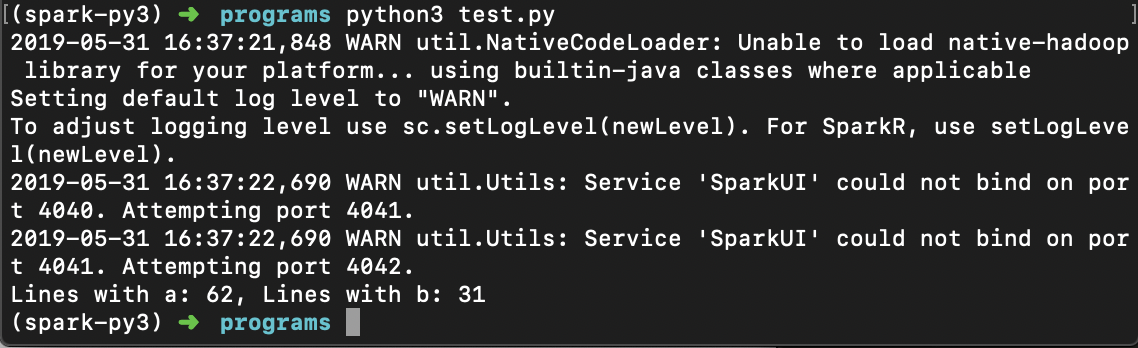 (spark-py3) ➜ programs python3 test.py
2019-05-31 16:37:21,848 WARN util.NativeCodeLoader: Unable to load native-hadoop
 library for your platform... using builtin-java classes where applicable
Setting default log level to "WARN".
To adjust logging level use sc.setLogLevel(newLevel). For SparkR, use setLogLeve
l(newLevel).
2019-05-31 16:37:22,690 WARN util.Utils: Service 'SparkUI' could not bind on por
t 4040. Attempting port 4041.
2019-05-31 16:37:22,690 WARN util.Utils: Service 'SparkUI' could not bind on por
t 4041. Attempting port 4042.
Lines with a: 62, Lines with b: 31
(spark-py3) ➜ programs